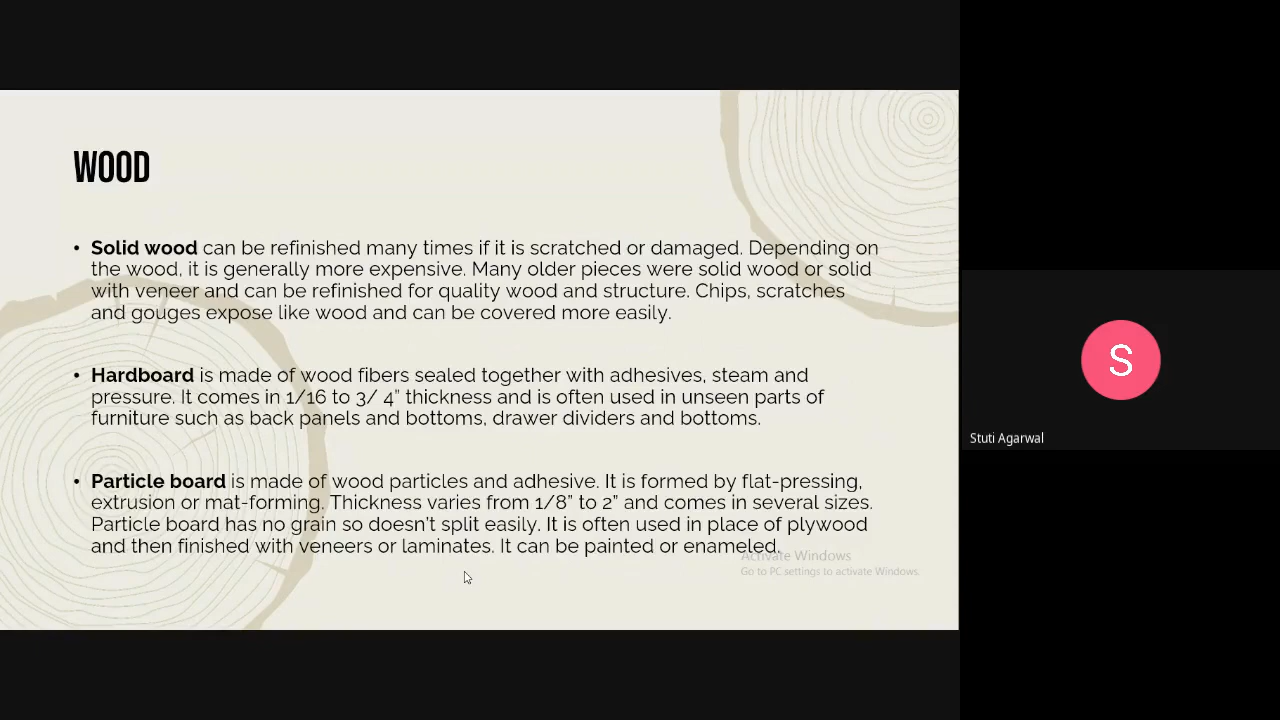 WOOD
• Solid wood can be refinished many times if it is scratched or damaged. Depending on
the wood, it is generally more expensive. Many older pieces were solid wood or solid
with veneer and can be refinished for quality wood and structure. Chips, scratches
and gouges expose like wood and can be covered more easily.
• Hardboard is made of wood fibers sealed together with adhesives, steam and
pressure. It comes in 1/16 to 3/ 4” thickness and is often used in unseen parts of
furniture such as back panels and bottoms, drawer dividers and bottoms.
• Particle board is made of wood particles and adhesive. It is formed by flat-pressing,
extrusion or mat-forming. Thickness varies from 1/8” to 2” and comes in several sizes.
Particle board has no grain so doesn’t split easily. It is often used in place of plywood
and then finished with veneers or laminates. It can be painted or enameled.
Activate Windows
Go to PC settings to activate Windows.
S
Stuti Agarwal